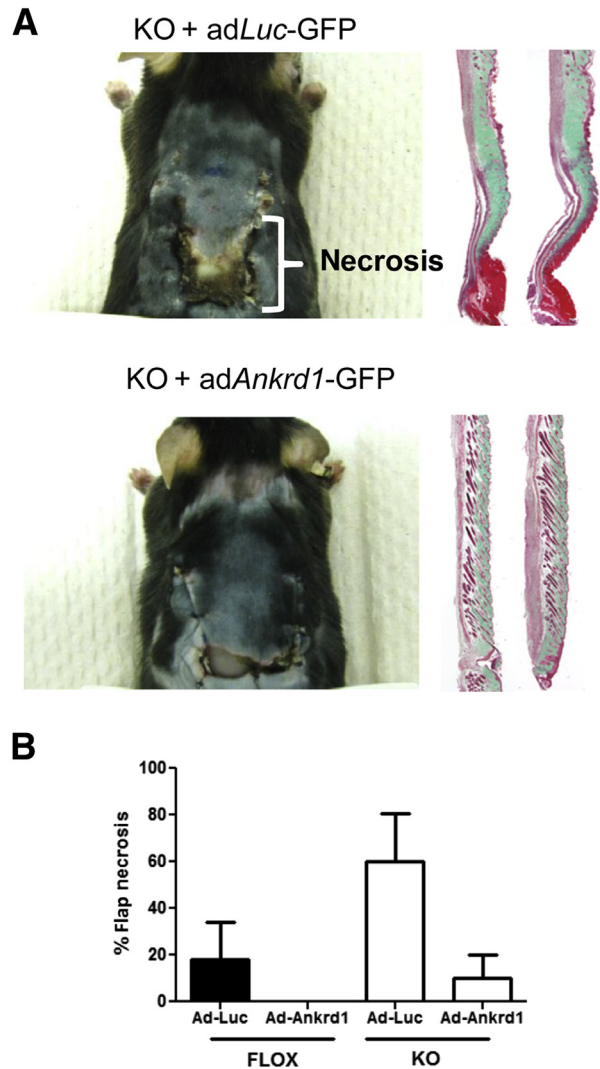 A
KO + adLuc-GFP
Necrosis
KO + adAnkrd1-GFP
B
100
80
60
40
20
0
% Flap necrosis
Ad-Luc Ad-Ankrd1 Ad-Luc Ad-Ankrd1
FLOX KO